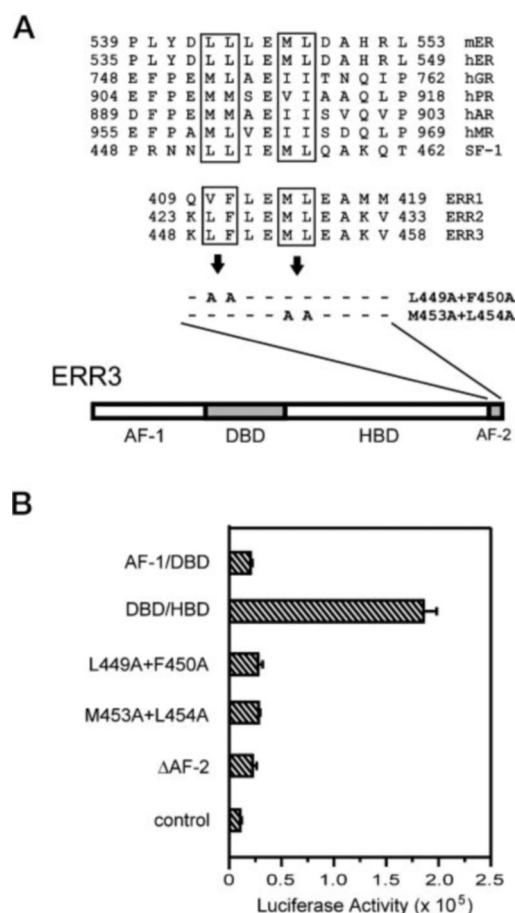 A
539 P L Y D L L L E M L D A H R L 553 mER
535 P L Y D L L L E M L D A H R L 549 hER
748 E F P E M L A E I I T N Q I P 762 hGR
904 E F P E M M S E V I A A Q L P 918 hPR
889 D F P E M M A E I I S V Q V P 903 hAR
955 E F P A M L V E I I S D Q L P 969 hMR
448 P R N N L L I E M L Q A K Q T 462 SF-1
409 Q V F L E M L E A M M 419 ERR1
423 K L F L E M L E A K V 433 ERR2
448 K L F L E M L E A K V 458 ERR3
- A A - - - - - - - - L449A+F450A
- - - - - A A - - - - M453A+L454A
ERR3
AF-1 DBD HBD AF-2
B
AF-1/DBD
DBD/HBD
L449A+F450A
M453A+L454A
ΔAF-2
control
0 0.5 1.0 1.5 2.0 2.5
Luciferase Activity (x 10⁵)